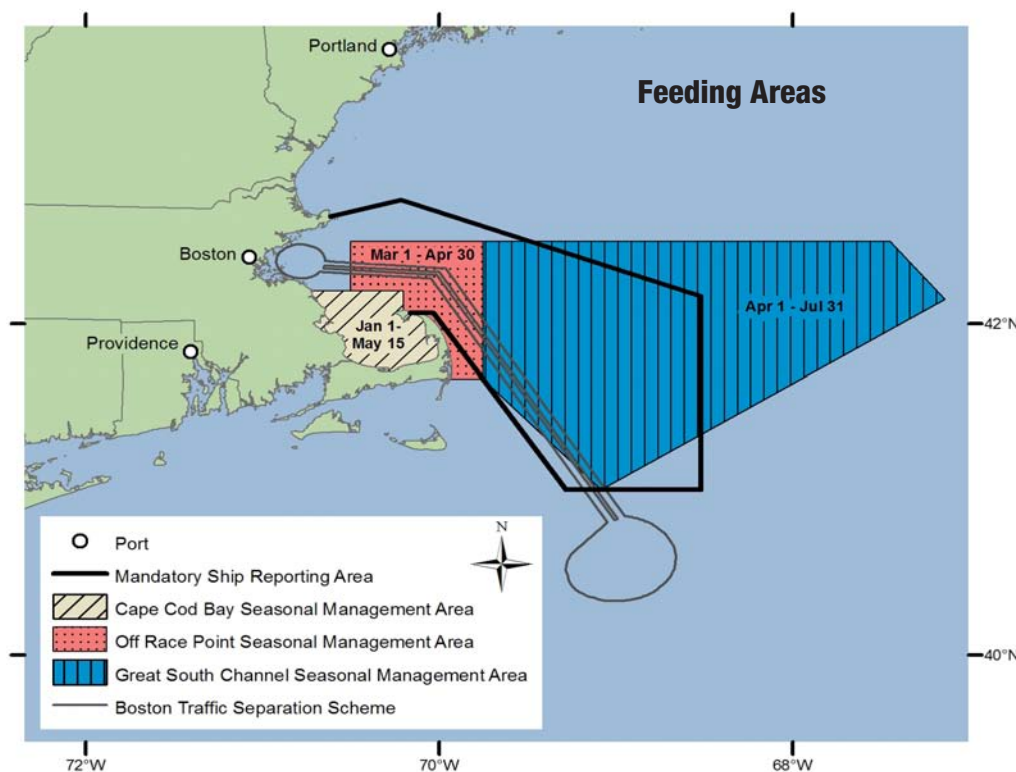 Portland
Feeding Areas
Boston
Mar 1 - Apr 30
Apr 1 - Jul 31
Jan 1-
May 15
42°N
Providence
N
Port
Mandatory Ship Reporting Area
Cape Cod Bay Seasonal Management Area
Off Race Point Seasonal Management Area
Great South Channel Seasonal Management Area
Boston Traffic Separation Scheme
40°N
72°W
70°W
68°W